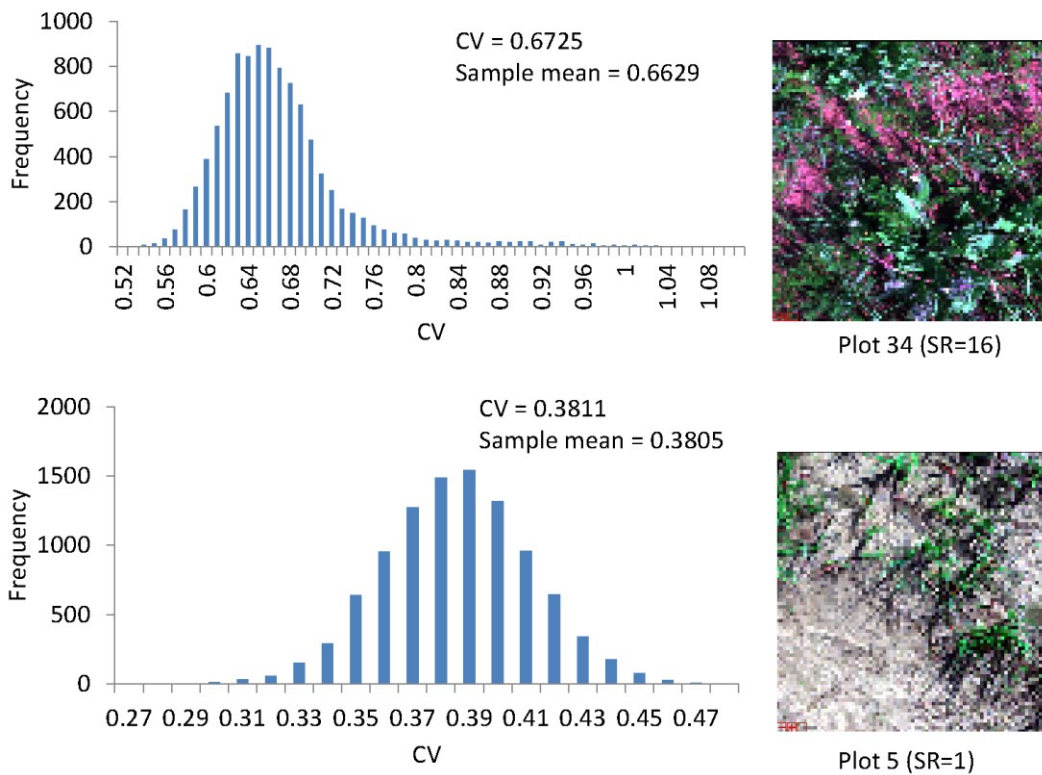 1000
800
600
400
200
0
Frequency
CV = 0.6725
Sample mean = 0.6629
0.52 0.56 0.6 0.64 0.68 0.72 0.76 0.8 0.84 0.88 0.92 0.96 1 1.04 1.08
CV
Plot 34 (SR=16)
2000
1500
1000
500
0
Frequency
CV = 0.3811
Sample mean = 0.3805
0.27 0.29 0.31 0.33 0.35 0.37 0.39 0.41 0.43 0.45 0.47
CV
Plot 5 (SR=1)